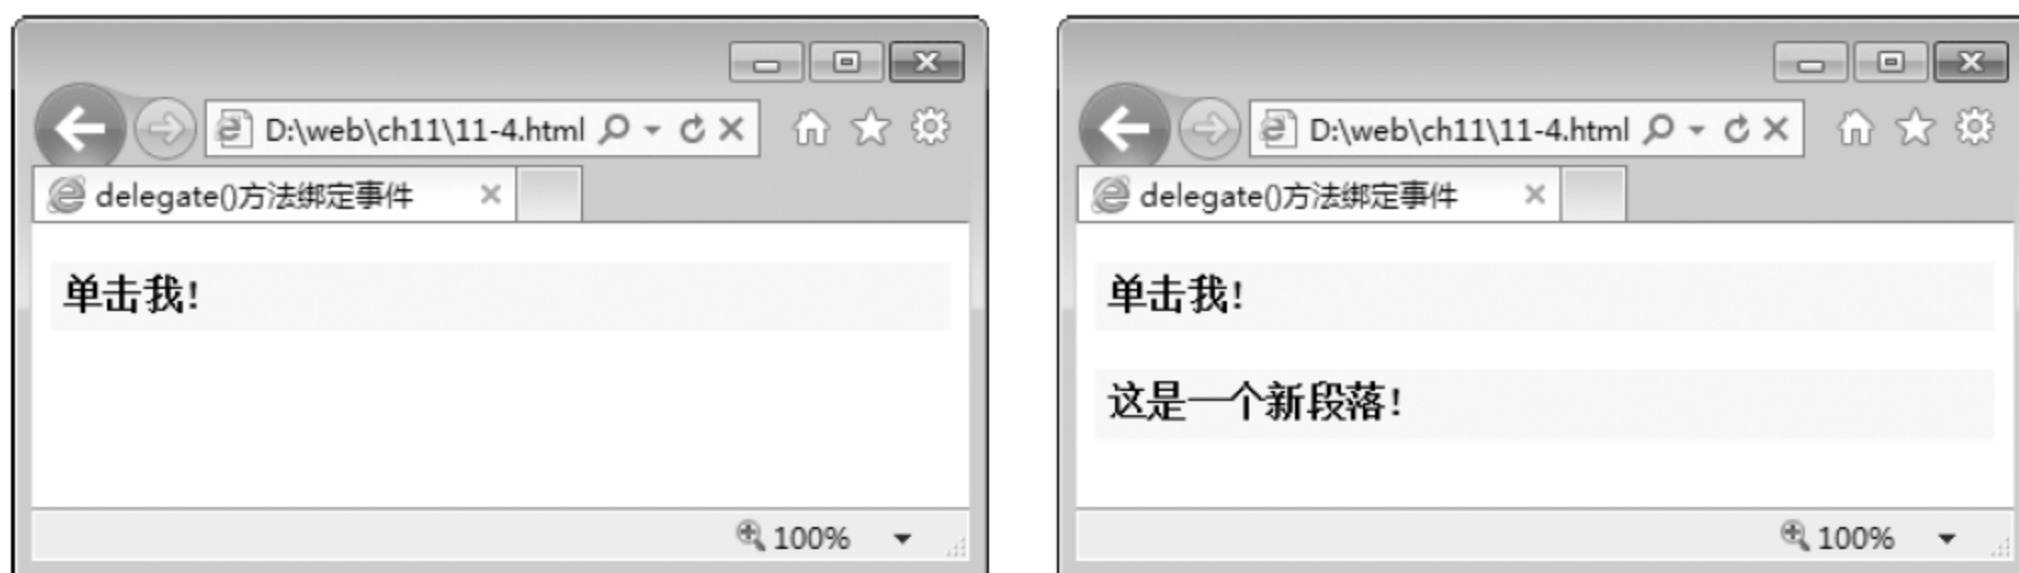 D:\web\ch11\11-4.html
delegate()方法绑定事件
单击我！
100%
D:\web\ch11\11-4.html
delegate()方法绑定事件
单击我！
这是一个新段落！
100%